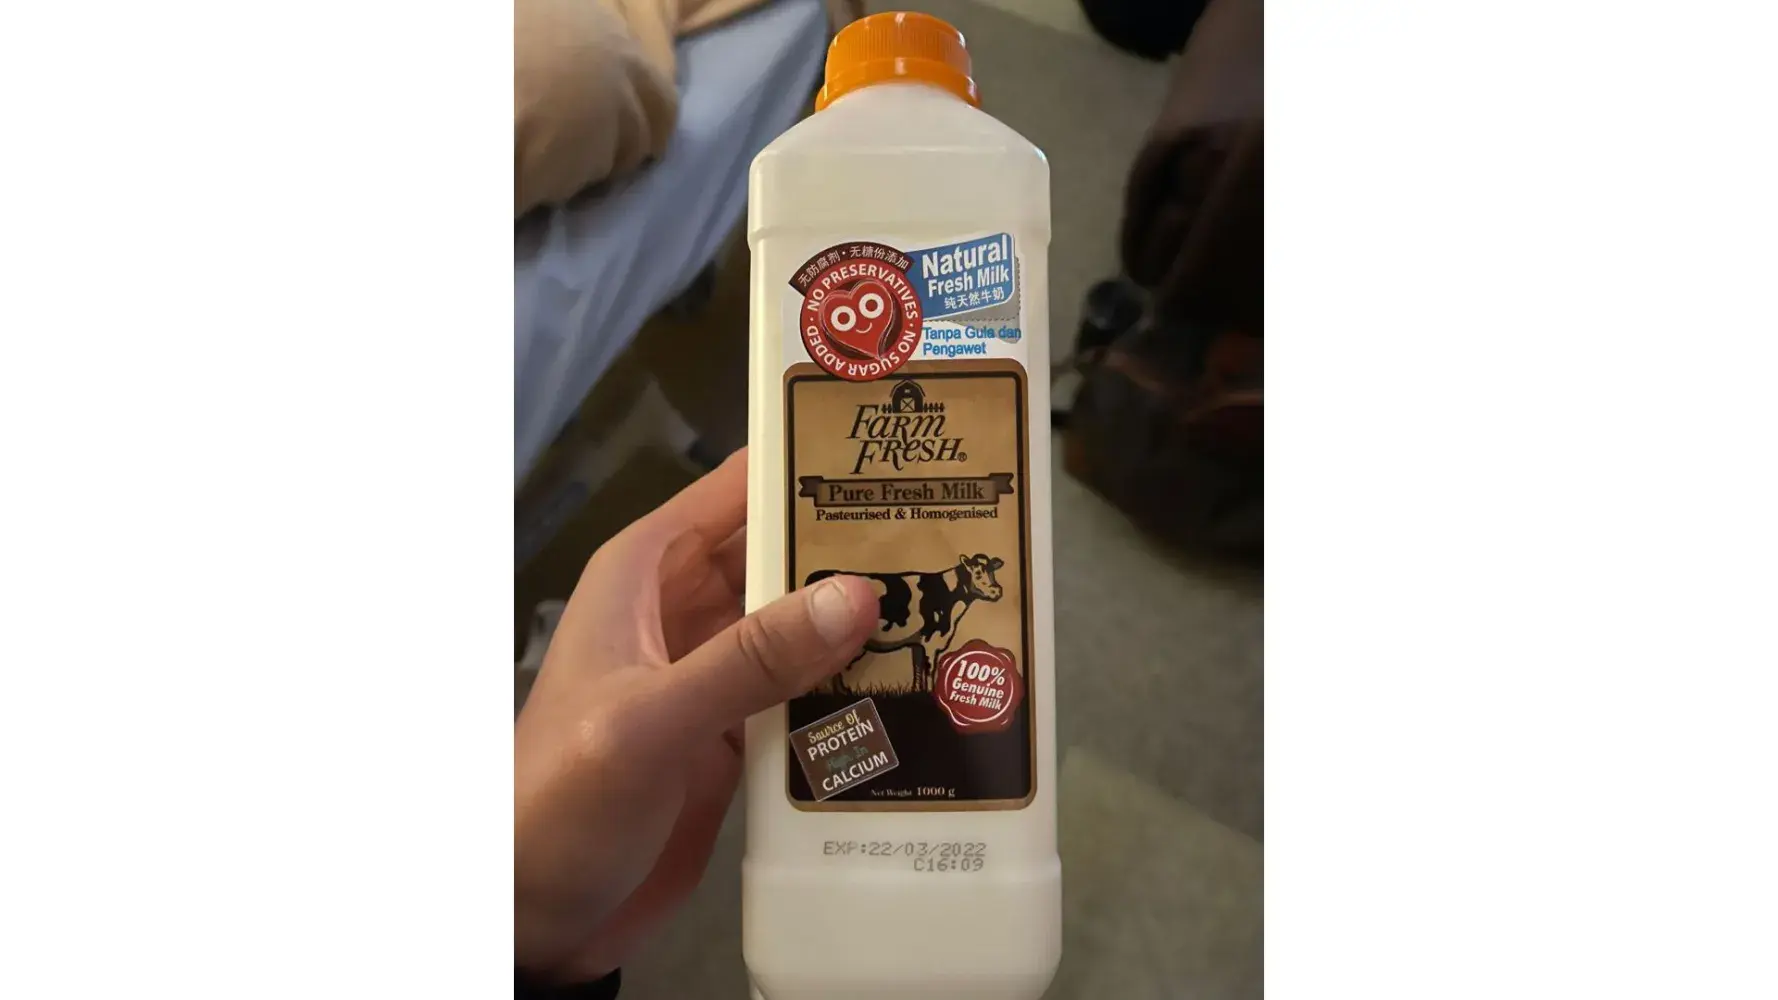 无防腐剂·无糖份添加
NO PRESERVATIVES · NO SUGAR ADDED ·
Natural
Fresh Milk
纯天然牛奶
Tanpa Gula dan
Pengawet
FARM
FRESH®
Pure Fresh Milk
Pasteurised & Homogenised
100%
Genuine
Fresh Milk
Source Of
PROTEIN
High In
CALCIUM
Net Weight 1000 g
EXP:22/03/2022
C16:09